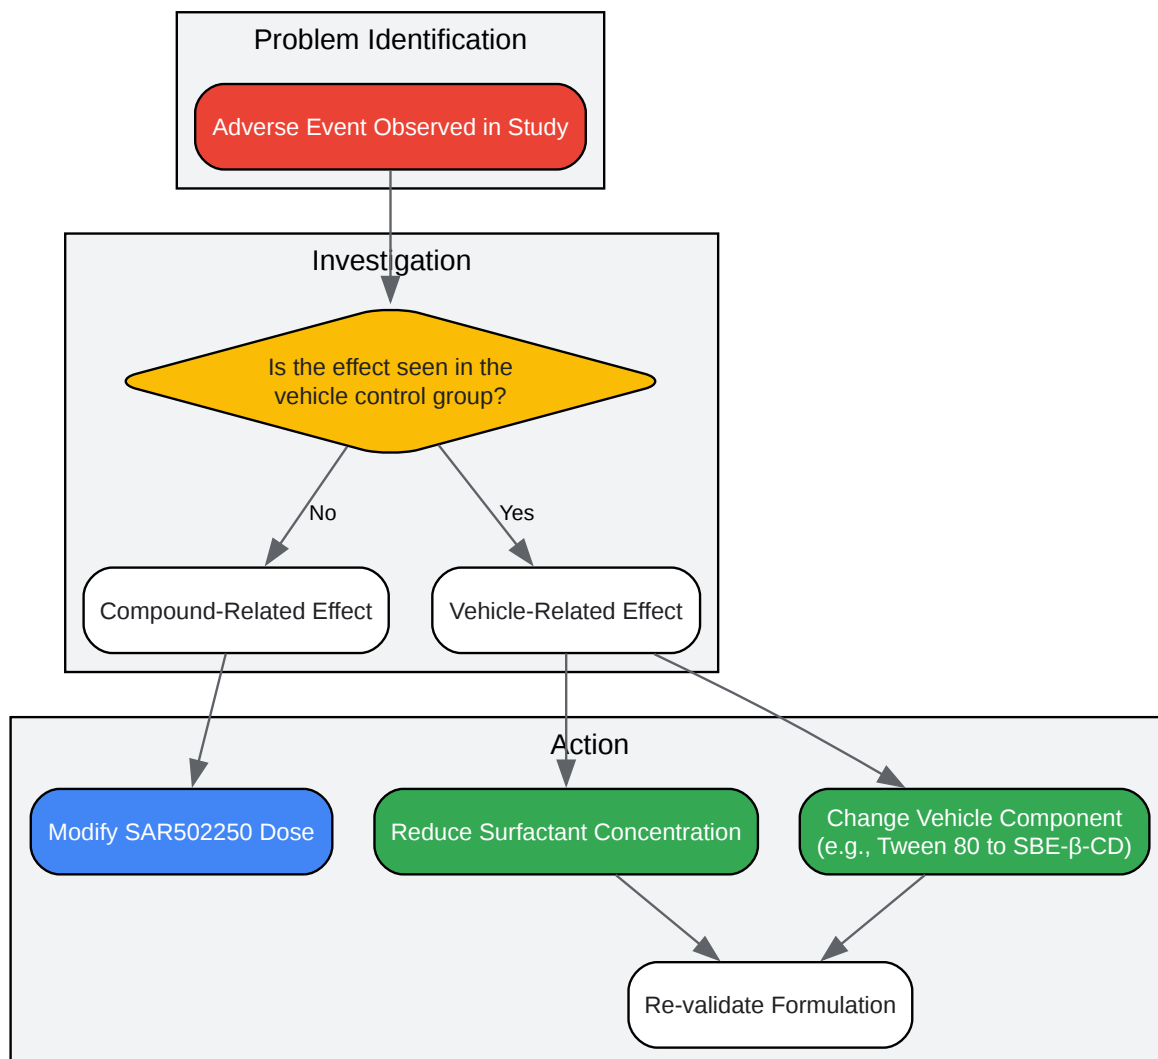 Problem Identification
Adverse Event Observed in Study
Investigation
Is the effect seen in the
vehicle control group?
No
Yes
Compound-Related Effect
Vehicle-Related Effect
Action
Modify SAR502250 Dose
Reduce Surfactant Concentration
Change Vehicle Component
(e.g., Tween 80 to SBE-β-CD)
Re-validate Formulation